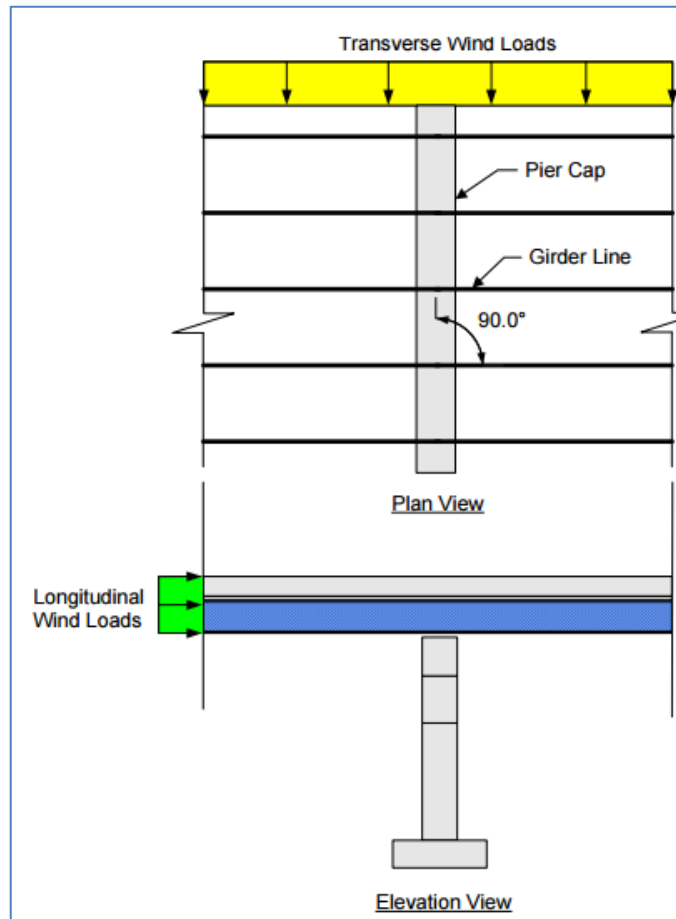 Transverse Wind Loads
Pier Cap
Girder Line
90.0°
Plan View
Longitudinal
Wind Loads
Elevation View